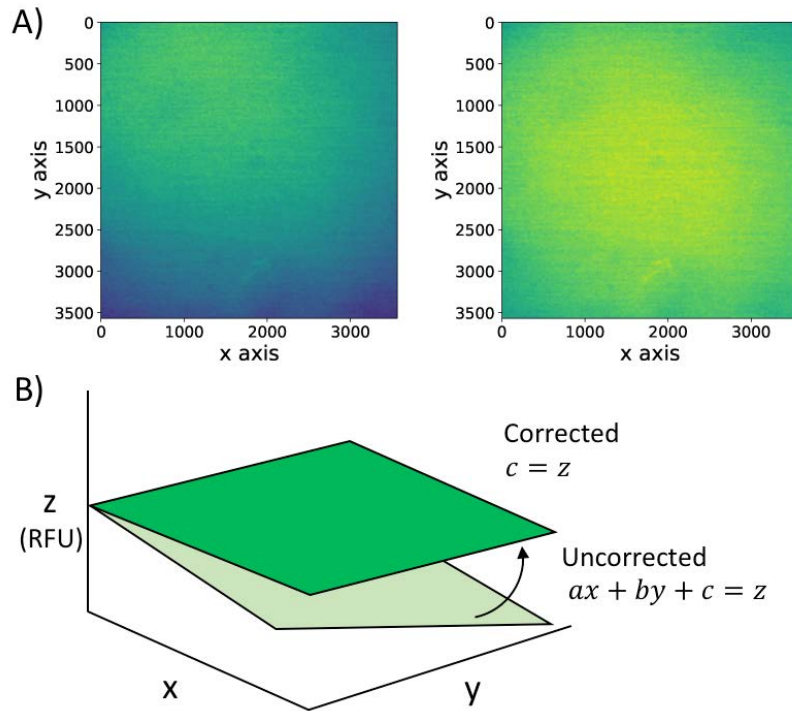 A)
0
500
1000
1500
2000
2500
3000
3500
y axis
0 1000 2000 3000
x axis
0
500
1000
1500
2000
2500
3000
3500
y axis
0 1000 2000 3000
x axis
B)
z
(RFU)
x
y
Corrected
c = z
Uncorrected
ax + by + c = z